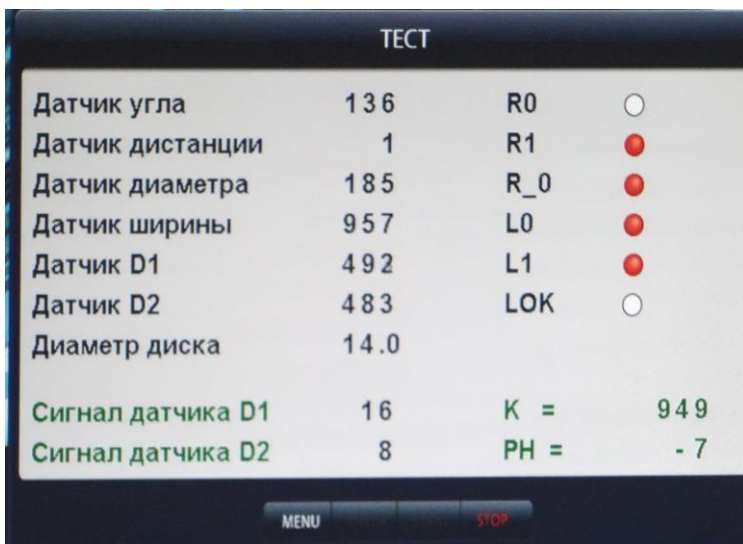 ТЕСТ
Датчик угла 136 R0
Датчик дистанции 1 R1
Датчик диаметра 185 R_0
Датчик ширины 957 L0
Датчик D1 492 L1
Датчик D2 483 LOK
Диаметр диска 14.0
Сигнал датчика D1 16 K = 949
Сигнал датчика D2 8 PH = - 7
MENU STOP